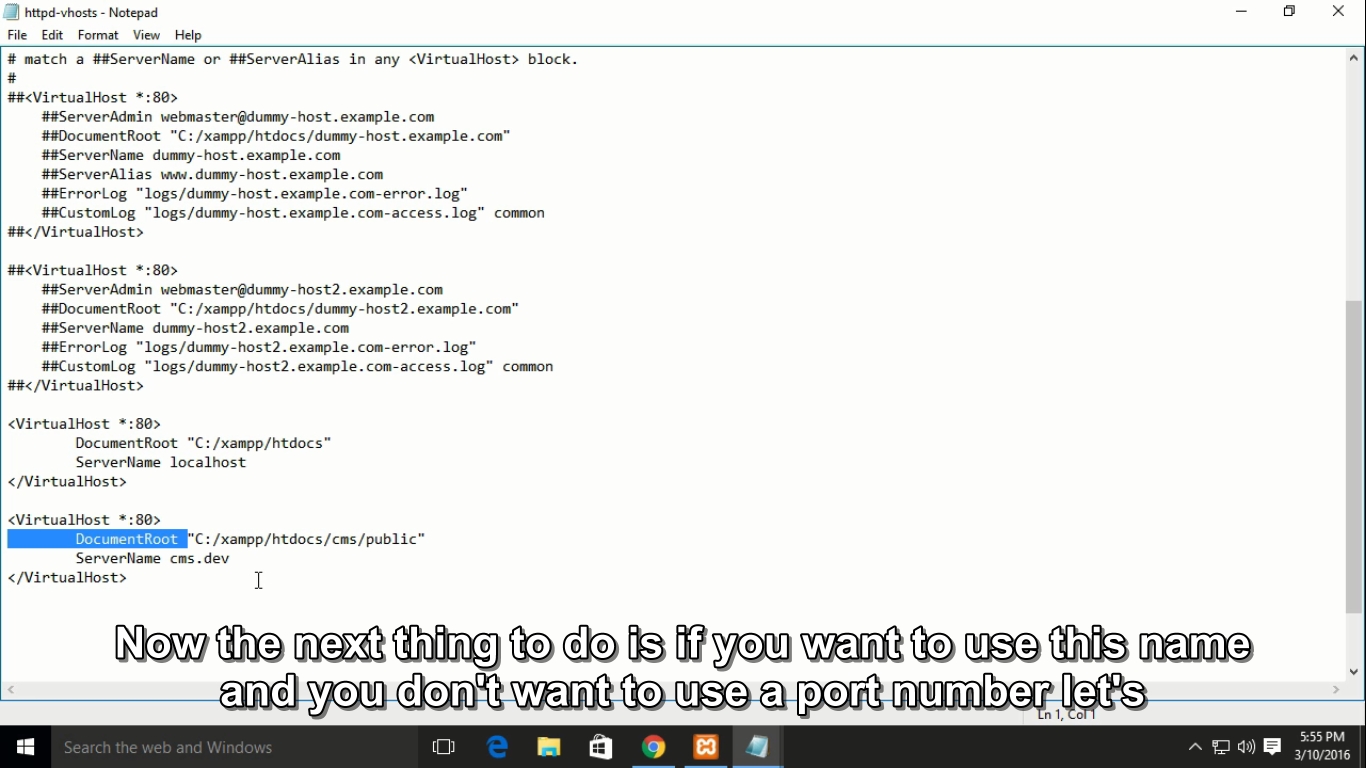 httpd-vhosts - Notepad
File Edit Format View Help
# match a ##ServerName or ##ServerAlias in any <VirtualHost> block.
#
##<VirtualHost *:80>
##ServerAdmin webmaster@dummy-host.example.com
##DocumentRoot "C:/xampp/htdocs/dummy-host.example.com"
##ServerName dummy-host.example.com
##ServerAlias www.dummy-host.example.com
##ErrorLog "logs/dummy-host.example.com-error.log"
##CustomLog "logs/dummy-host.example.com-access.log" common
##</VirtualHost>
##<VirtualHost *:80>
##ServerAdmin webmaster@dummy-host2.example.com
##DocumentRoot "C:/xampp/htdocs/dummy-host2.example.com"
##ServerName dummy-host2.example.com
##ErrorLog "logs/dummy-host2.example.com-error.log"
##CustomLog "logs/dummy-host2.example.com-access.log" common
##</VirtualHost>
<VirtualHost *:80>
DocumentRoot "C:/xampp/htdocs"
ServerName localhost
</VirtualHost>
<VirtualHost *:80>
DocumentRoot "C:/xampp/htdocs/cms/public"
ServerName cms.dev
</VirtualHost>
Now the next thing to do is if you want to use this name
and you don't want to use a port number let's
Ln 1, Col 1
Search the web and Windows
5:55 PM
3/10/2016